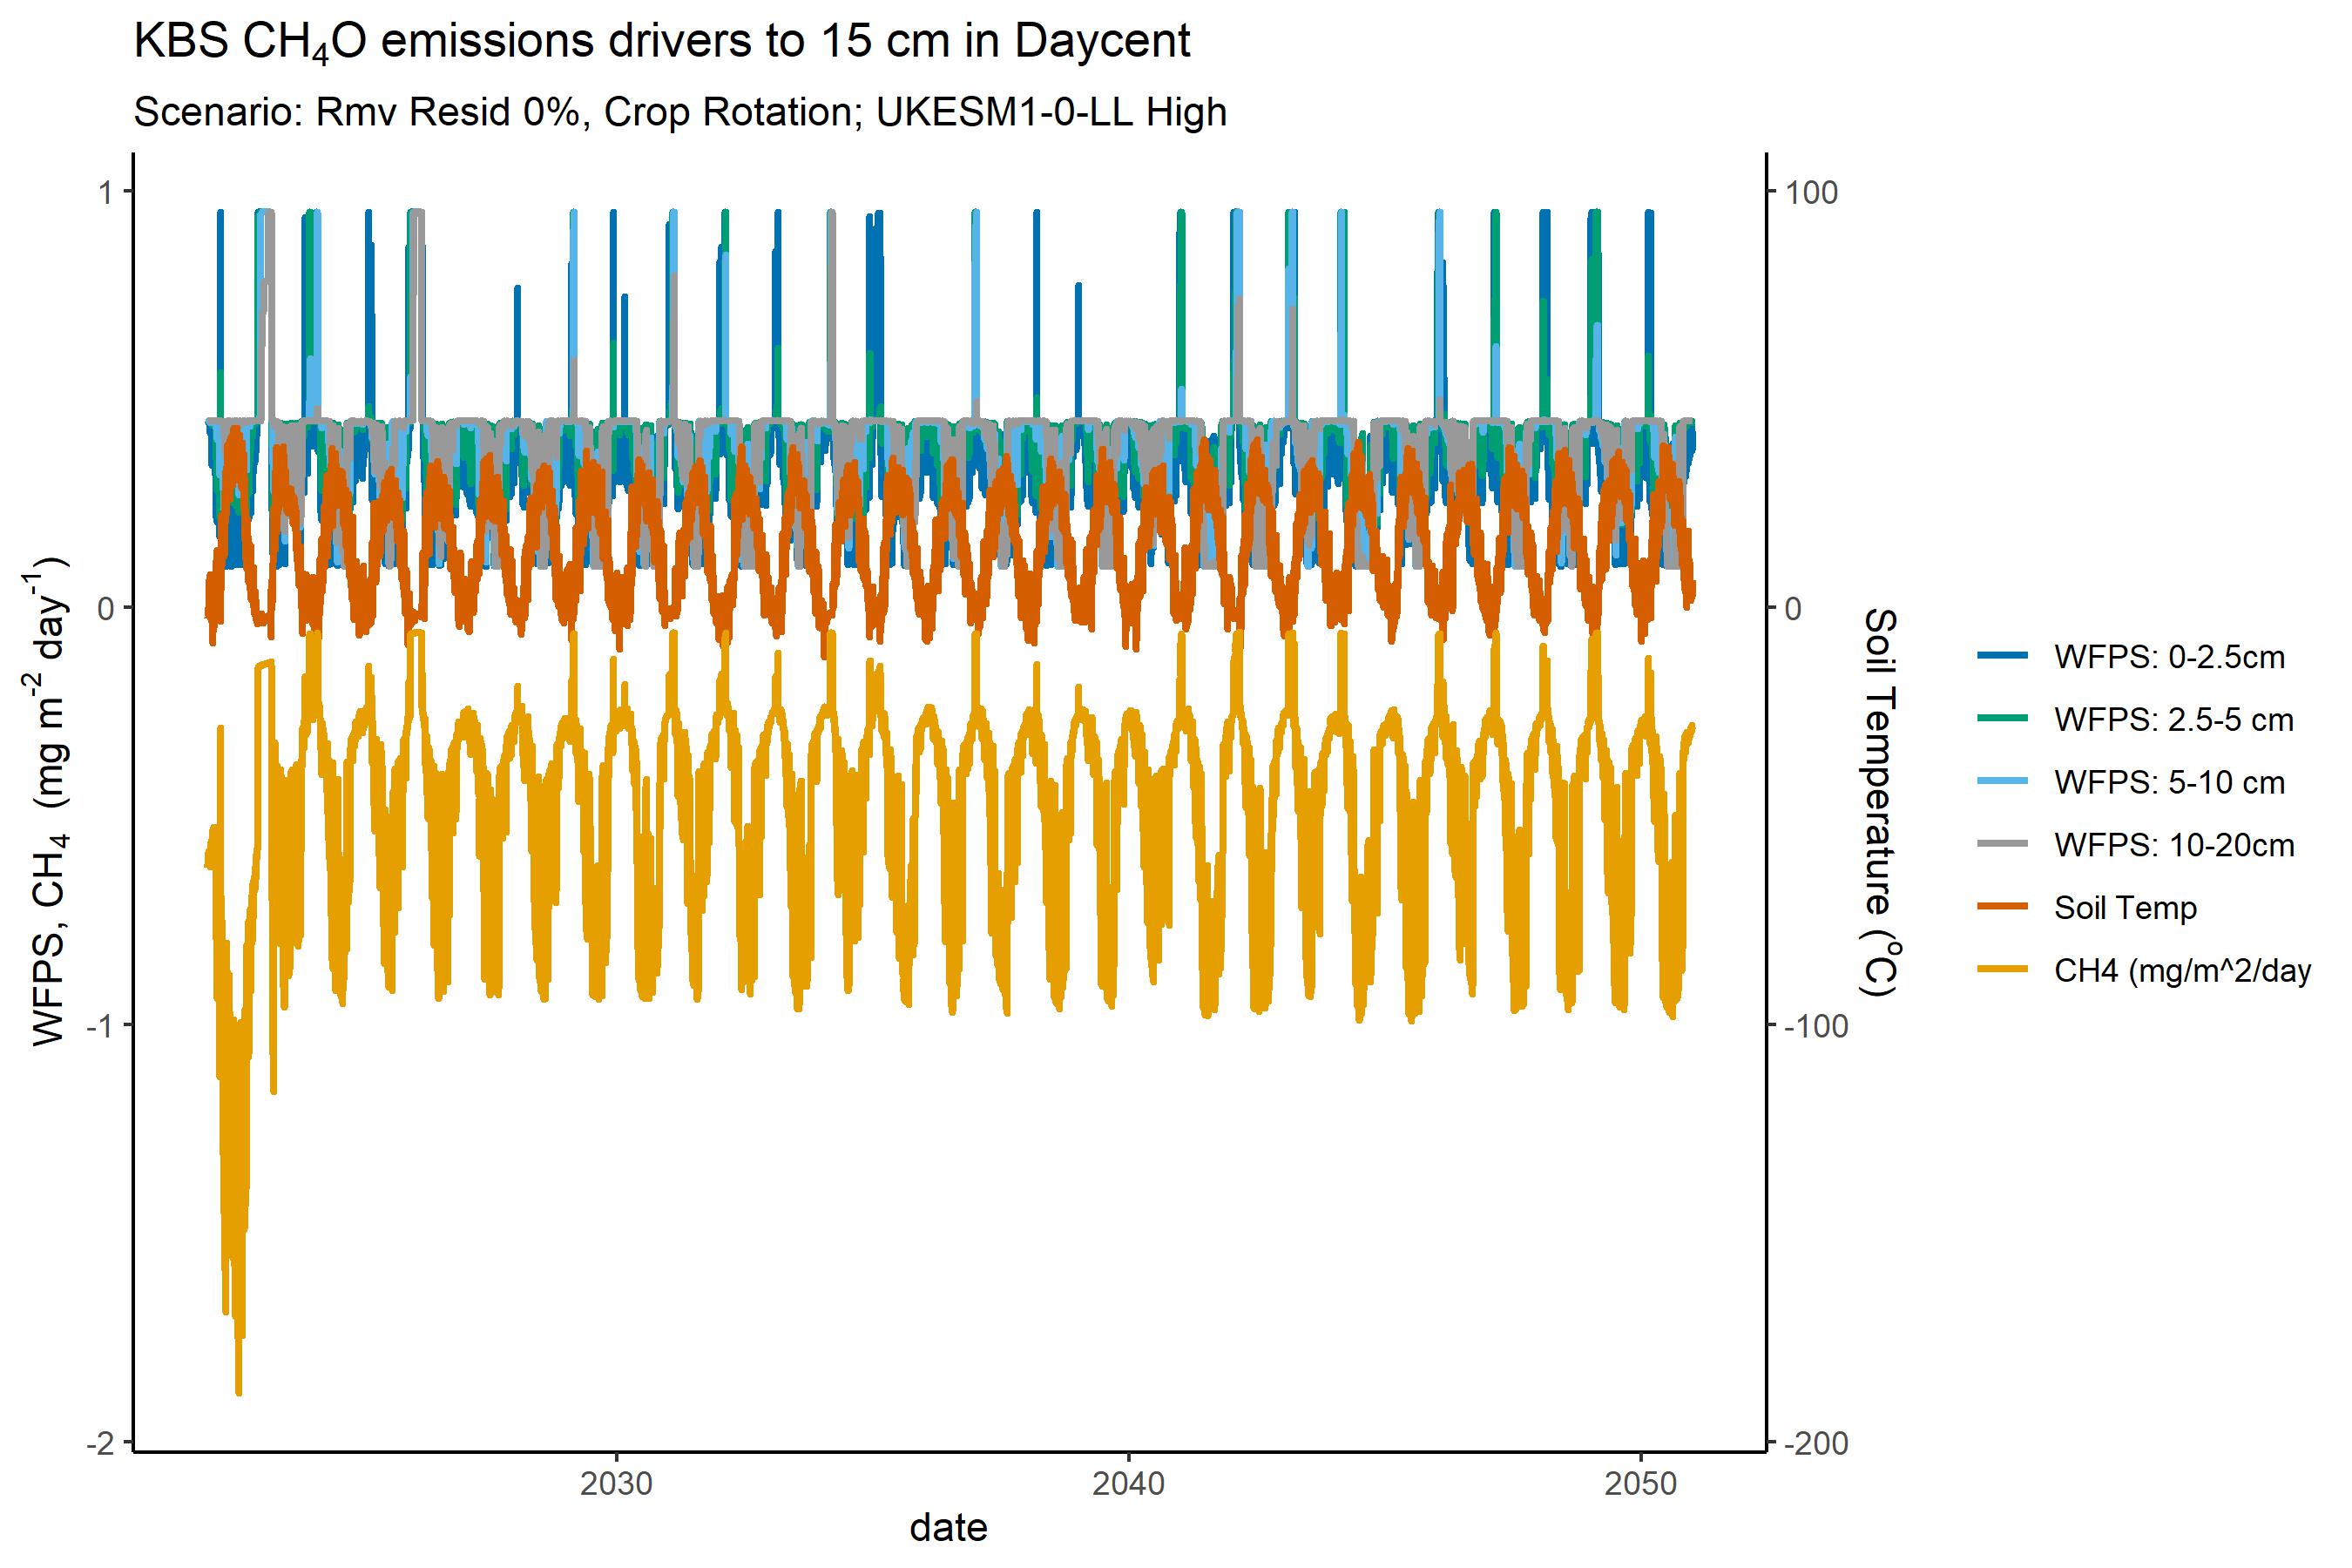 KBS CH₄O emissions drivers to 15 cm in Daycent
Scenario: Rmv Resid 0%, Crop Rotation; UKESM1-0-LL High
WFPS, CH₄ (mg m⁻² day⁻¹)
1
0
-1
-2
100
0
-100
-200
Soil Temperature (°C)
2030
2040
2050
date
WFPS: 0-2.5cm
WFPS: 2.5-5 cm
WFPS: 5-10 cm
WFPS: 10-20cm
Soil Temp
CH4 (mg/m^2/day